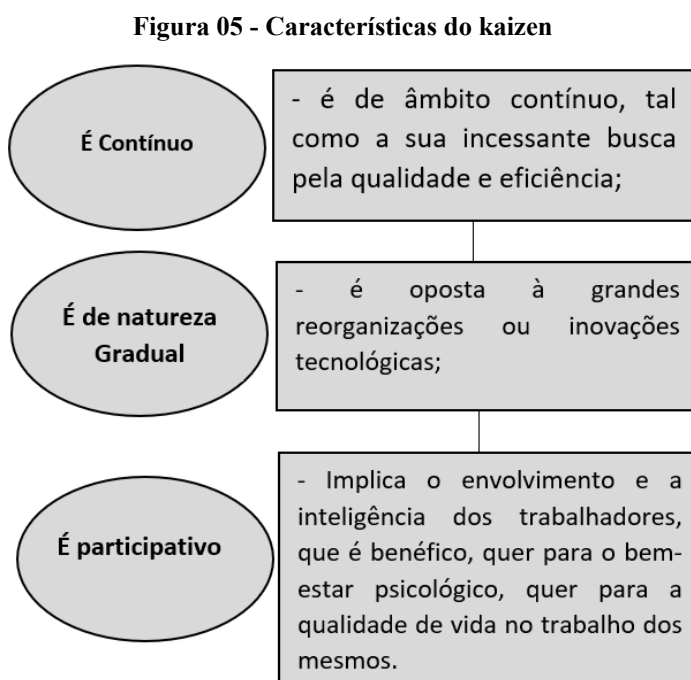 Figura 05 - Características do kaizen
É Contínuo
- é de âmbito contínuo, tal
como a sua incessante busca
pela qualidade e eficiência;
É de natureza
Gradual
- é oposta à grandes
reorganizações ou inovações
tecnológicas;
É participativo
- Implica o envolvimento e a
inteligência dos trabalhadores,
que é benéfico, quer para o bem-
estar psicológico, quer para a
qualidade de vida no trabalho dos
mesmos.